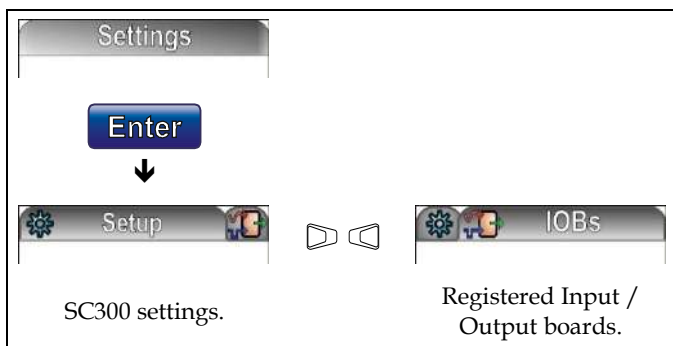 Settings
Enter
Setup
IOBs
SC300 settings.
Registered Input /
Output boards.